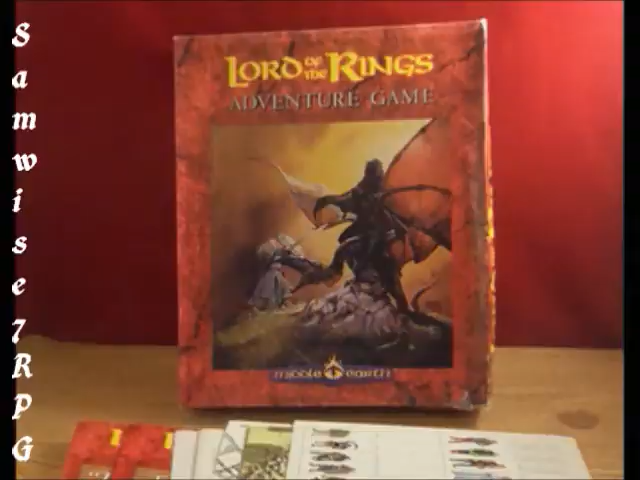 Samwise7RPG
LORD OF THE RINGS
ADVENTURE GAME
MIDDLE EARTH